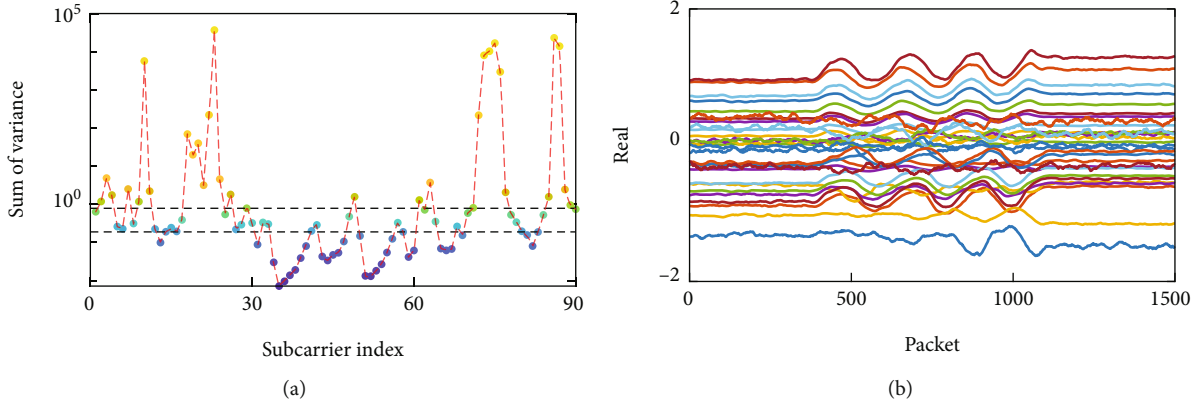 10^5
10^0
Sum of variance
0
30
60
90
Subcarrier index
(a)
2
0
−2
Real
0
500
1000
1500
Packet
(b)